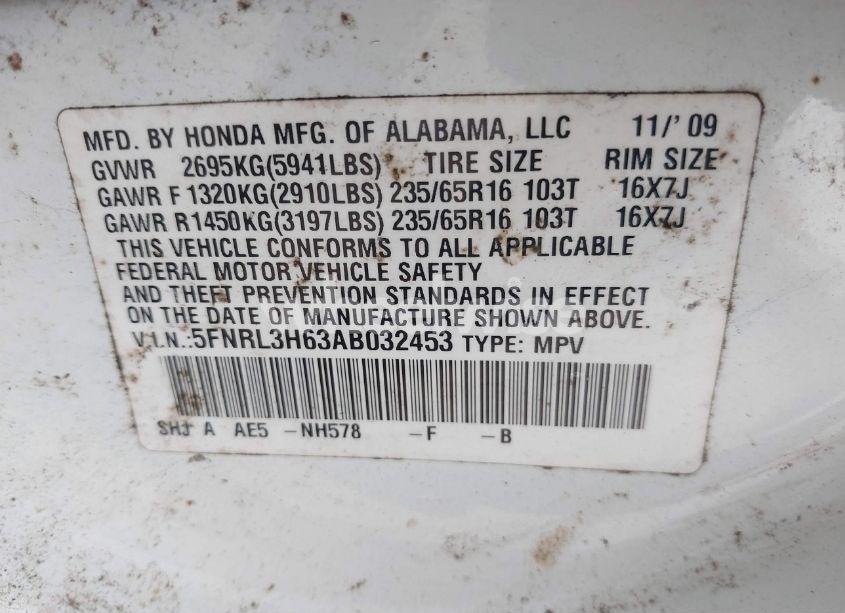 MFD. BY HONDA MFG. OF ALABAMA, LLC 11/' 09
GVWR 2695KG(5941LBS) TIRE SIZE RIM SIZE
GAWR F 1320KG(2910LBS) 235/65R16 103T 16X7J
GAWR R1450KG(3197LBS) 235/65R16 103T 16X7J
THIS VEHICLE CONFORMS TO ALL APPLICABLE
FEDERAL MOTOR VEHICLE SAFETY
AND THEFT PREVENTION STANDARDS IN EFFECT
ON THE DATE OF MANUFACTURE SHOWN ABOVE.
V.I.N.:5FNRL3H63AB032453 TYPE: MPV
SHJ A AE5 -NH578 -F -B